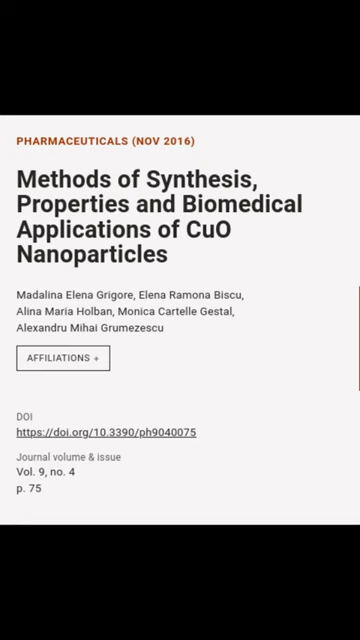 PHARMACEUTICALS (NOV 2016)
Methods of Synthesis,
Properties and Biomedical
Applications of CuO
Nanoparticles
Madalina Elena Grigore, Elena Ramona Biscu,
Alina Maria Holban, Monica Cartelle Gestal,
Alexandru Mihai Grumezescu
AFFILIATIONS +
DOI
https://doi.org/10.3390/ph9040075
Journal volume & issue
Vol. 9, no. 4
p. 75